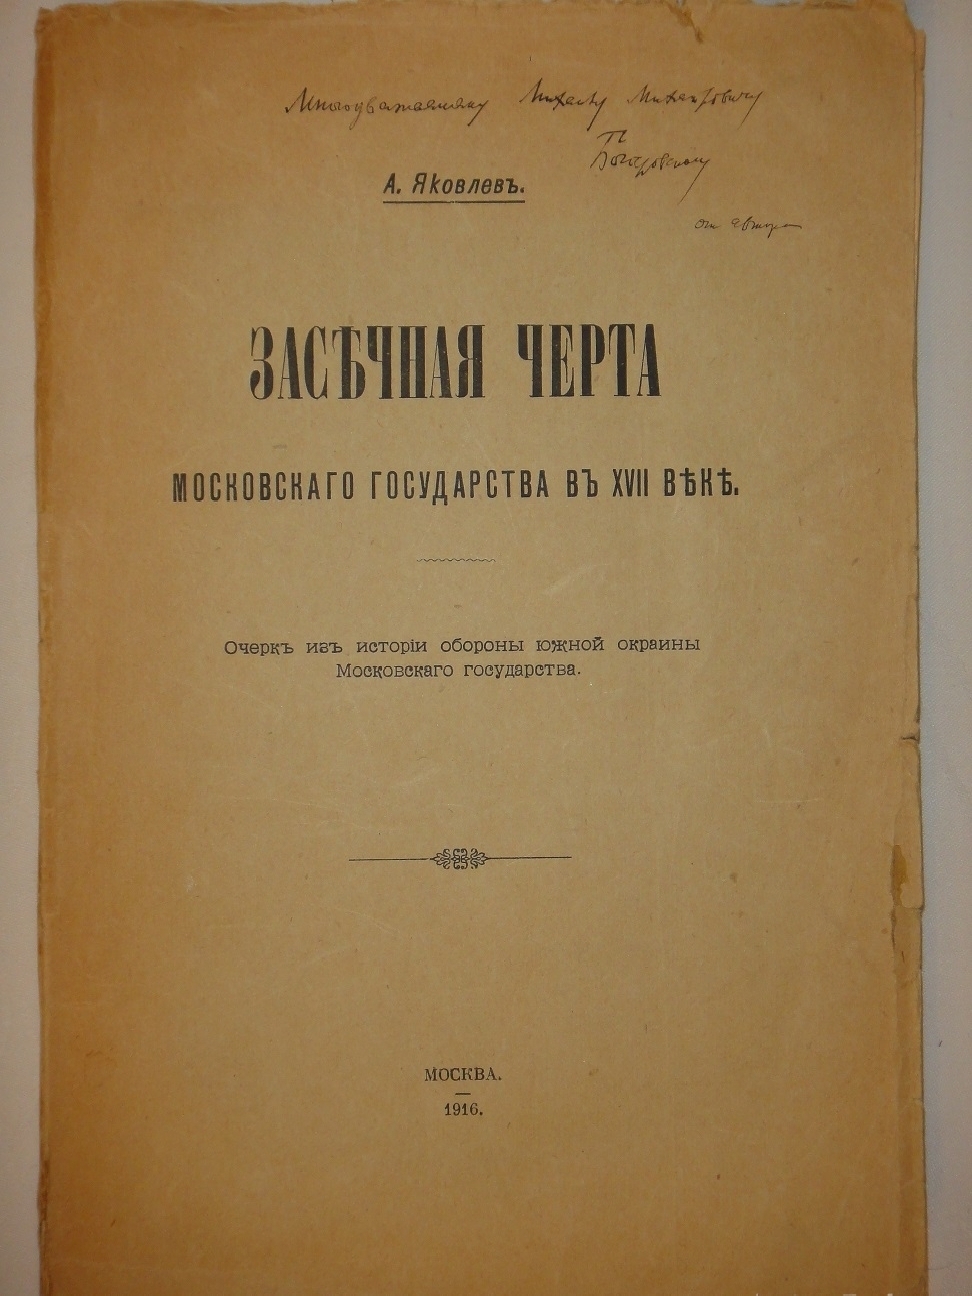 Многоуважаемому Михаилу Михайловичу
Богословскому
от автора
А. Яковлевъ.
ЗАСѢЧНАЯ ЧЕРТА
МОСКОВСКАГО ГОСУДАРСТВА ВЪ XVII ВѢКѢ.
Очеркъ изъ исторіи обороны южной окраины
Московскаго государства.
МОСКВА.
1916.